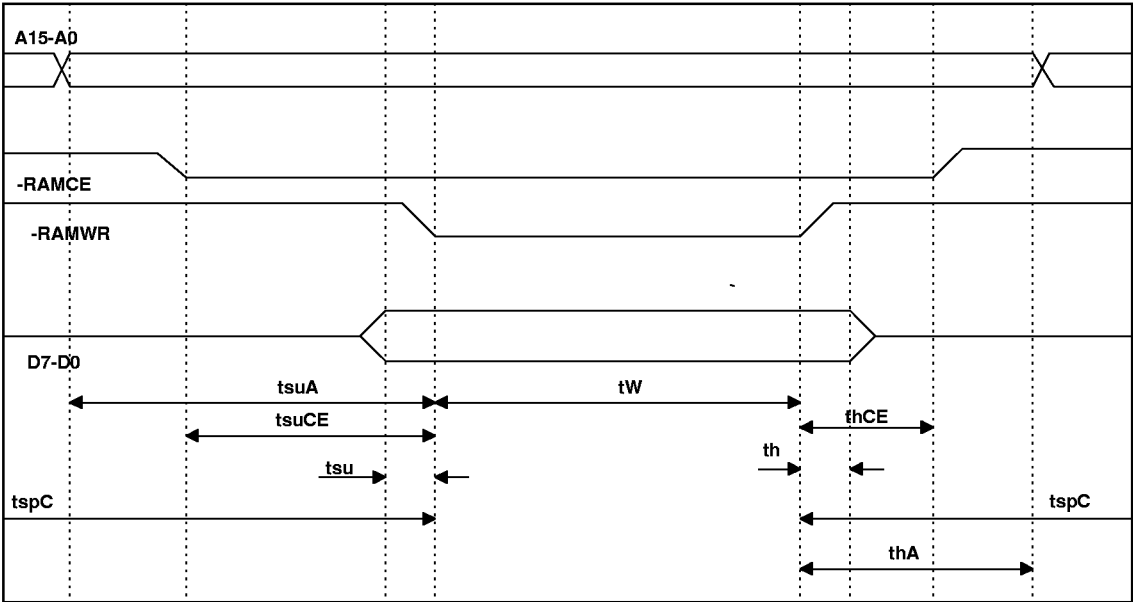 A15-A0
-RAMCE
-RAMWR
D7-D0
tsuA
tW
tsuCE
thCE
tsu
th
tspC
tspC
thA